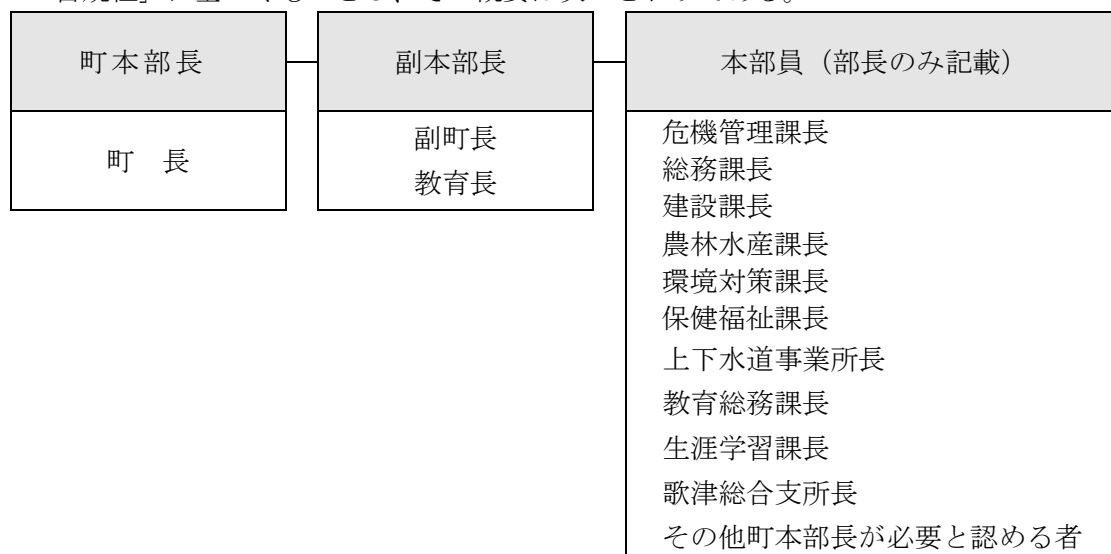 町本部長
副本部長
本部員（部長のみ記載）
町　長
副町長
教育長
危機管理課長
総務課長
建設課長
農林水産課長
環境対策課長
保健福祉課長
上下水道事業所長
教育総務課長
生涯学習課長
歌津総合支所長
その他町本部長が必要と認める者